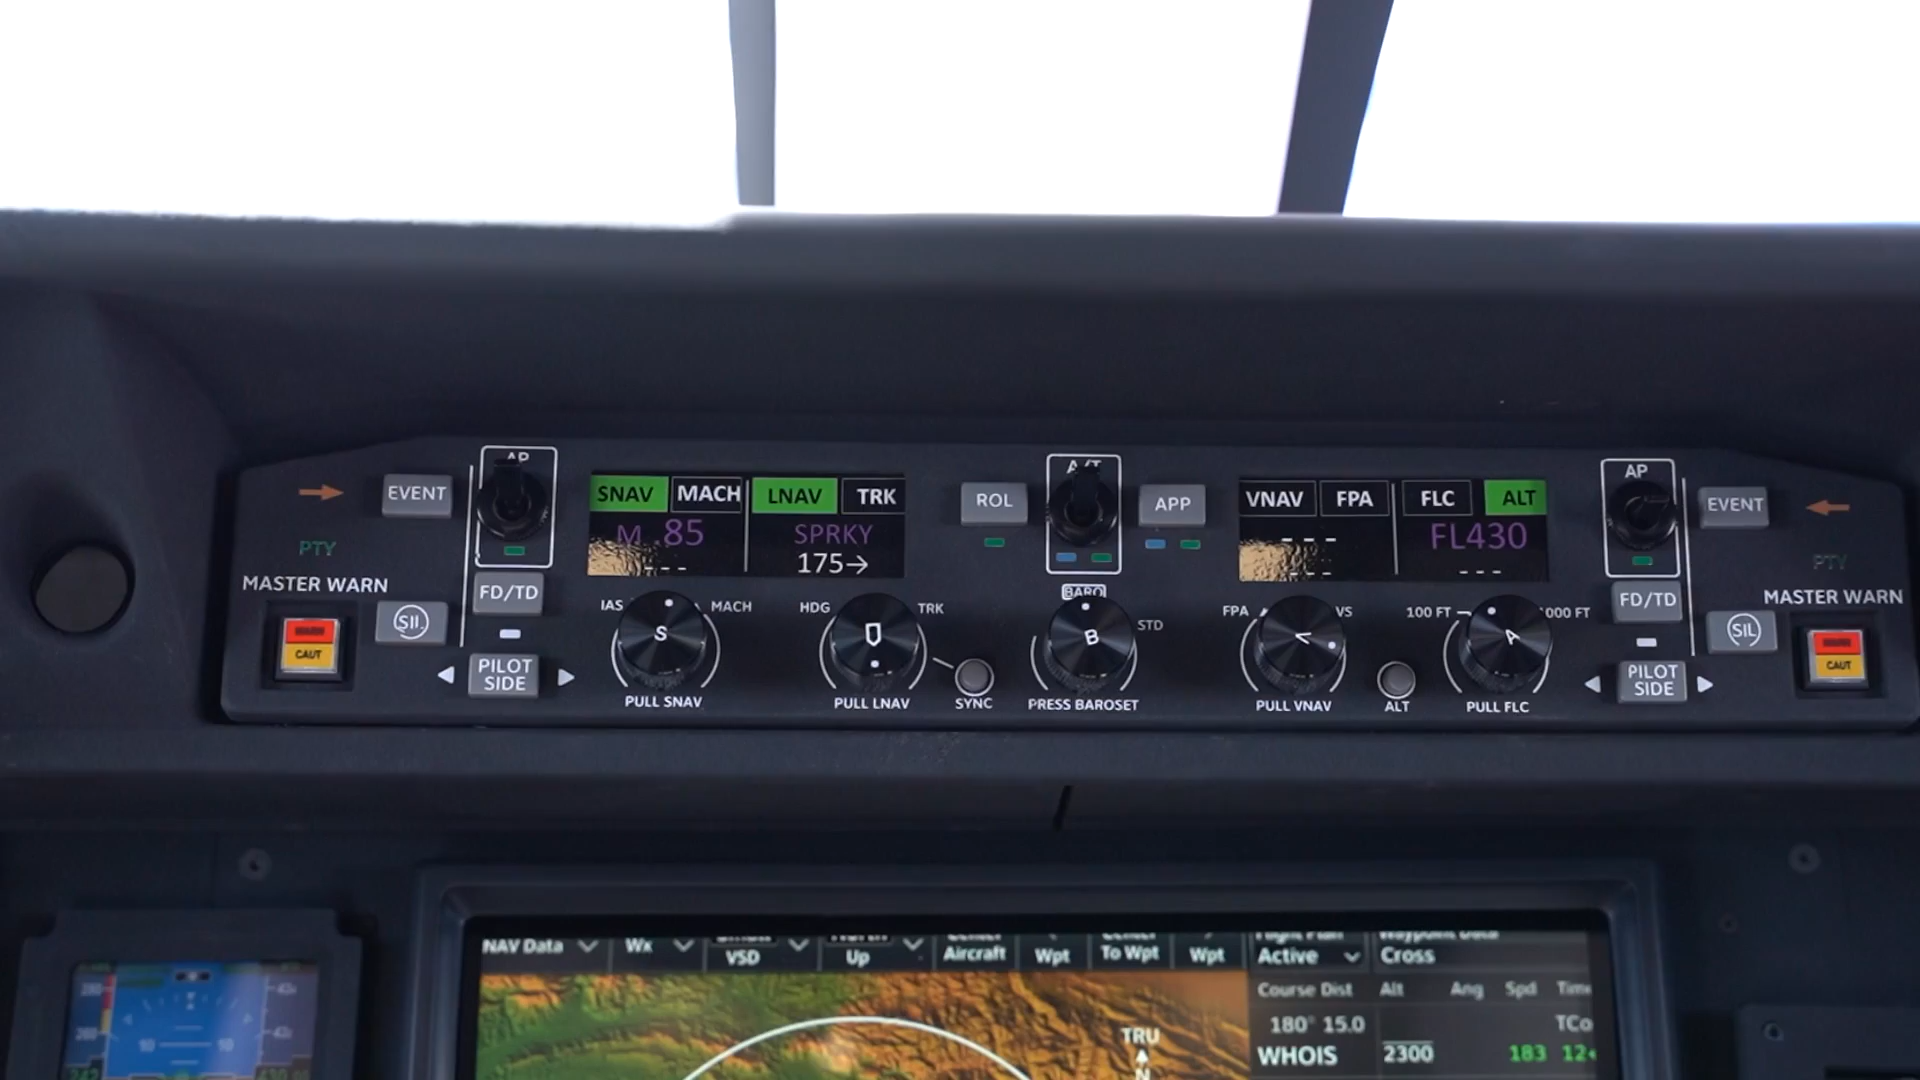 AP
A/T
AP
EVENT
SNAV
MACH
LNAV
TRK
ROL
APP
VNAV
FPA
FLC
ALT
EVENT
M .85
SPRKY
- - -
FL430
- - -
175→
- - -
- - -
PTY
PTY
MASTER WARN
FD/TD
BARO
FD/TD
MASTER WARN
IAS
MACH
HDG
TRK
STD
FPA
VS
100 FT
1000 FT
SIL
S
B
V
A
SIL
CAUT
PILOT
SIDE
CAUT
PILOT
SIDE
PULL SNAV
PULL LNAV
SYNC
PRESS BAROSET
PULL VNAV
ALT
PULL FLC
NAV Data
Wx
VSD
Up
Aircraft
Wpt
To Wpt
Wpt
Active
Cross
Course Dist
Alt
Ang
Spd
180° 15.0
WHOIS
2300
183
TRU
N